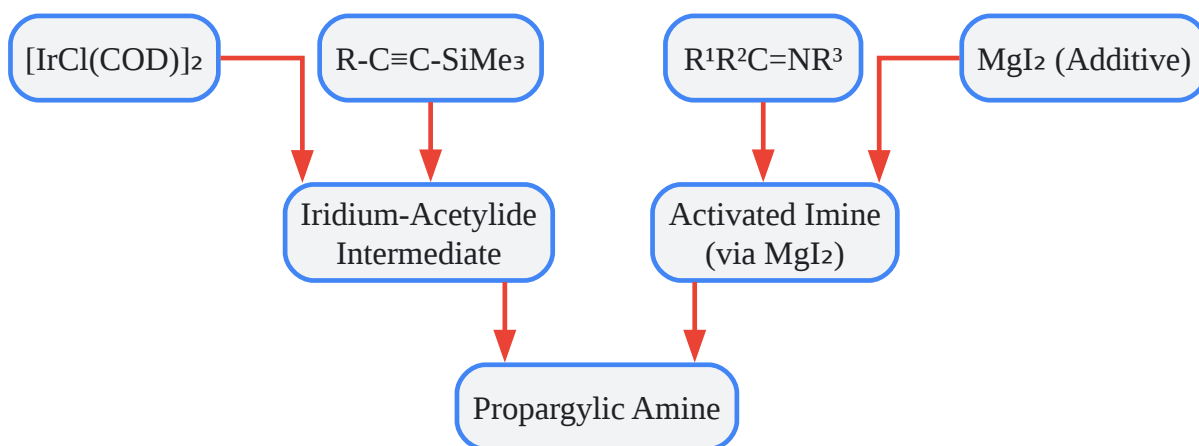 [IrCl(COD)]₂
R-C≡C-SiMe₃
R¹R²C=NR³
MgI₂ (Additive)
Iridium-Acetylide
Intermediate
Activated Imine
(via MgI₂)
Propargylic Amine